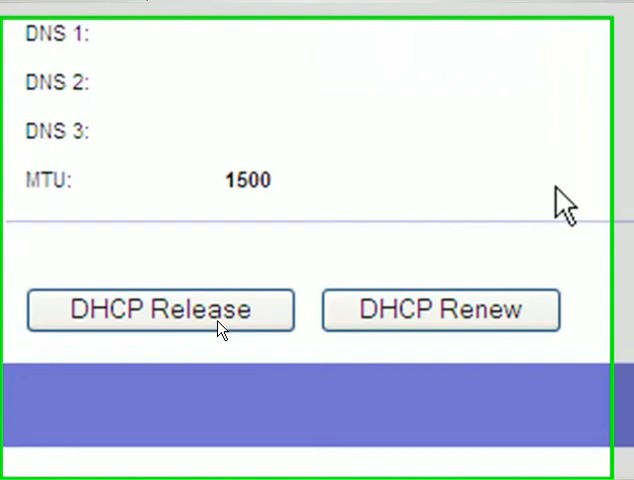 DNS 1:
DNS 2:
DNS 3:
MTU: 1500
DHCP Release DHCP Renew